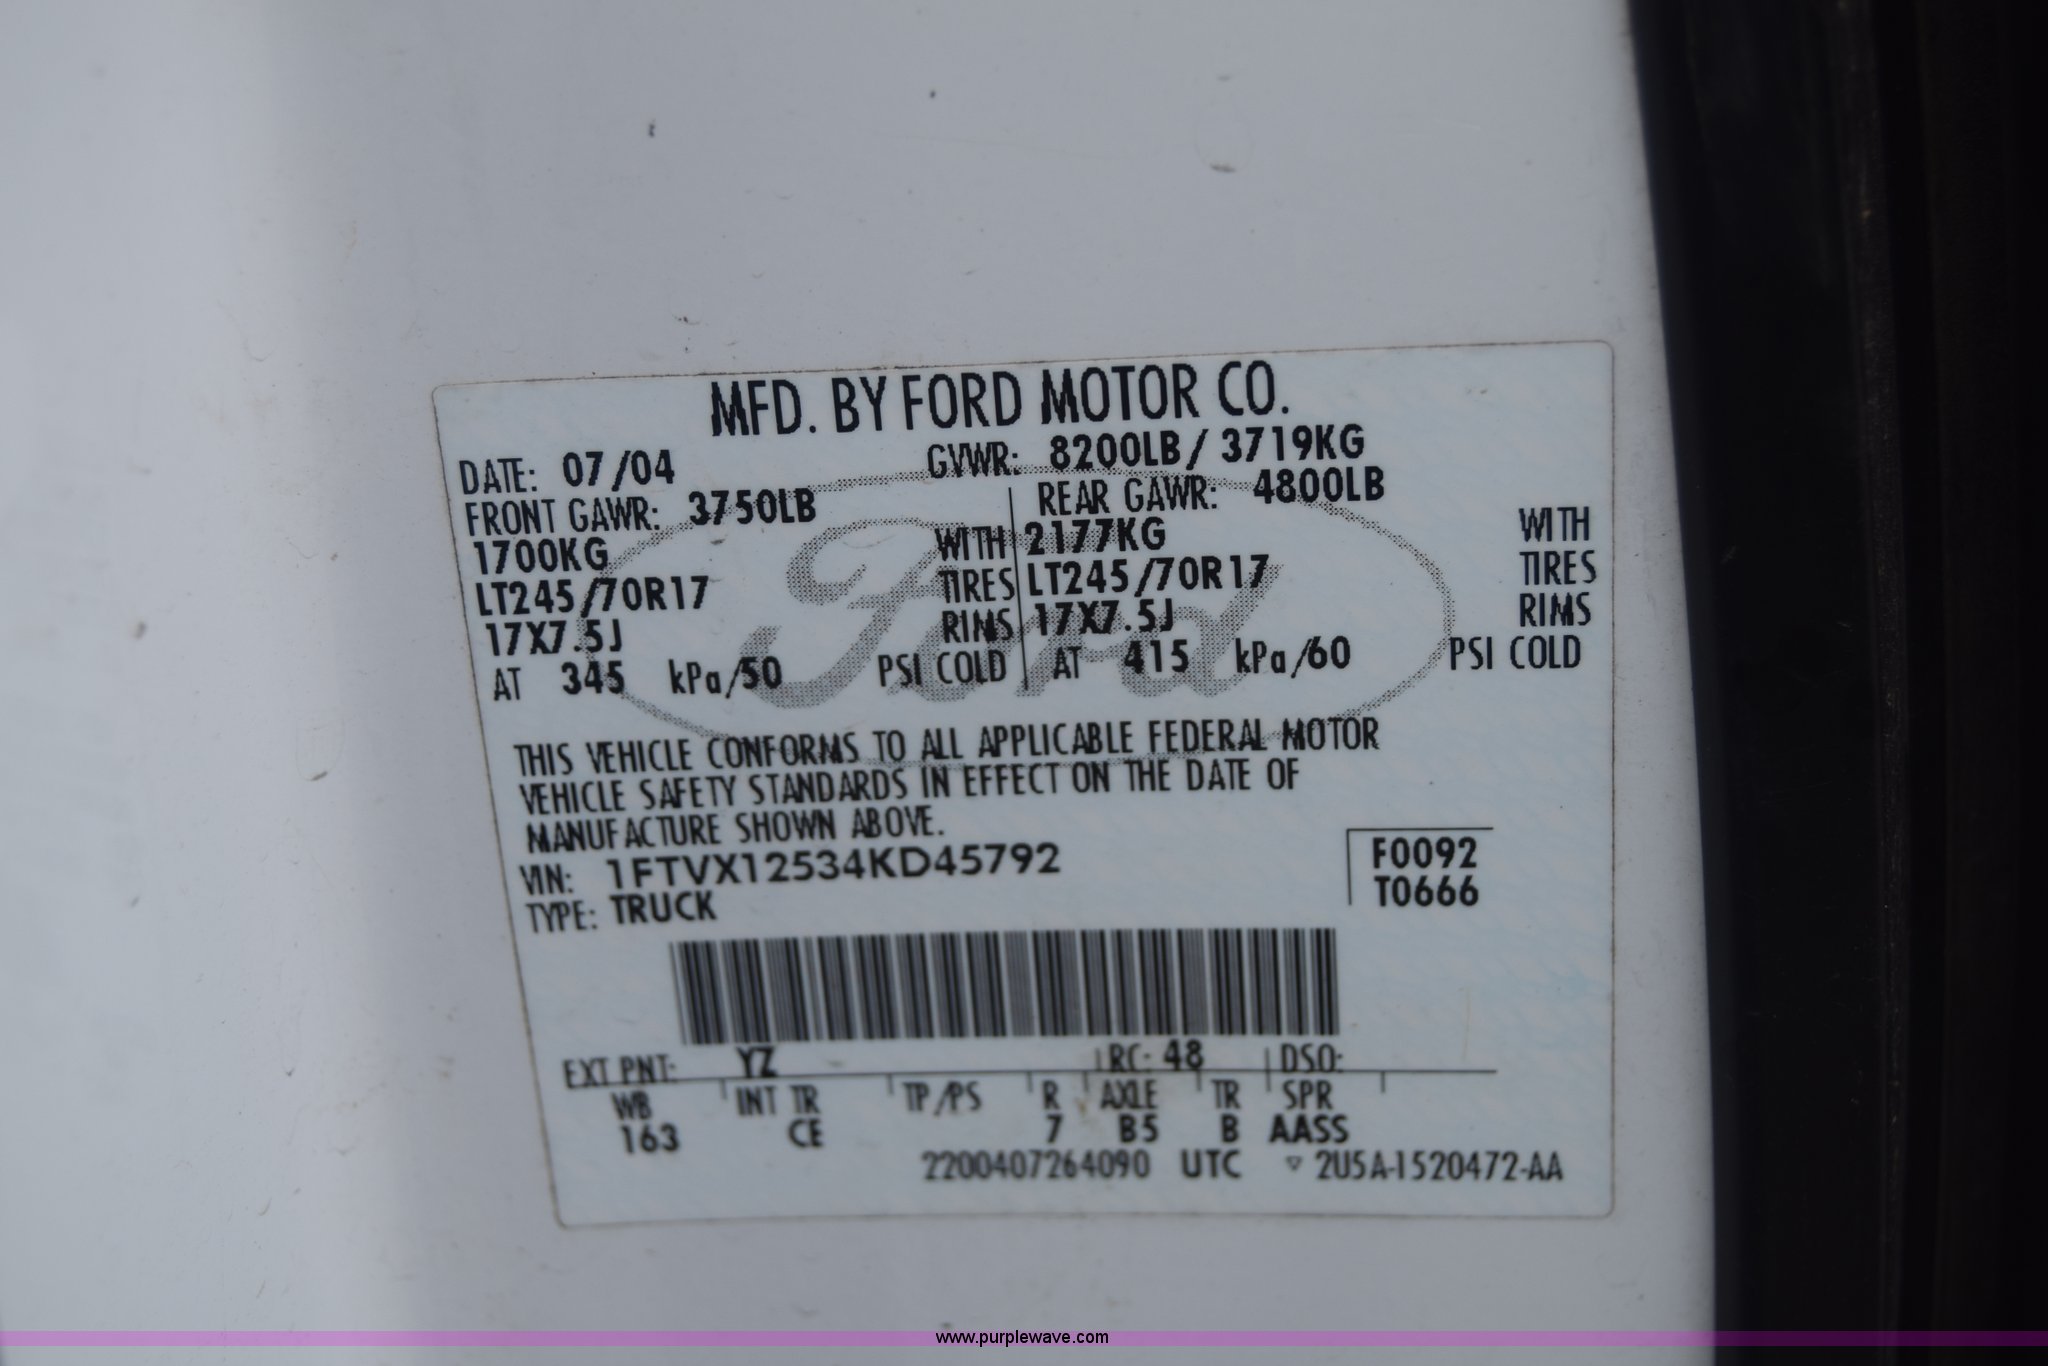 MFD. BY FORD MOTOR CO.
DATE: 07/04 GVWR: 8200LB/ 3719KG
FRONT GAWR: 3750LB REAR GAWR: 4800LB
1700KG WITH 2177KG WITH
LT245/70R17 TIRES LT245/70R17 TIRES
17X7.5J RIMS 17X7.5J RIMS
AT 345 kPa/50 PSI COLD AT 415 kPa/60 PSI COLD
Ford
THIS VEHICLE CONFORMS TO ALL APPLICABLE FEDERAL MOTOR
VEHICLE SAFETY STANDARDS IN EFFECT ON THE DATE OF
MANUFACTURE SHOWN ABOVE.
VIN: 1FTVX12534KD45792 F0092
TYPE: TRUCK T0666
EXT PNT: YZ RC: 48 DSO:
WB INT TR TP/PS R AXLE TR SPR
163 CE 7 B5 B AASS
2200407264090 UTC ▽ 2U5A-1520472-AA
www.purplewave.com